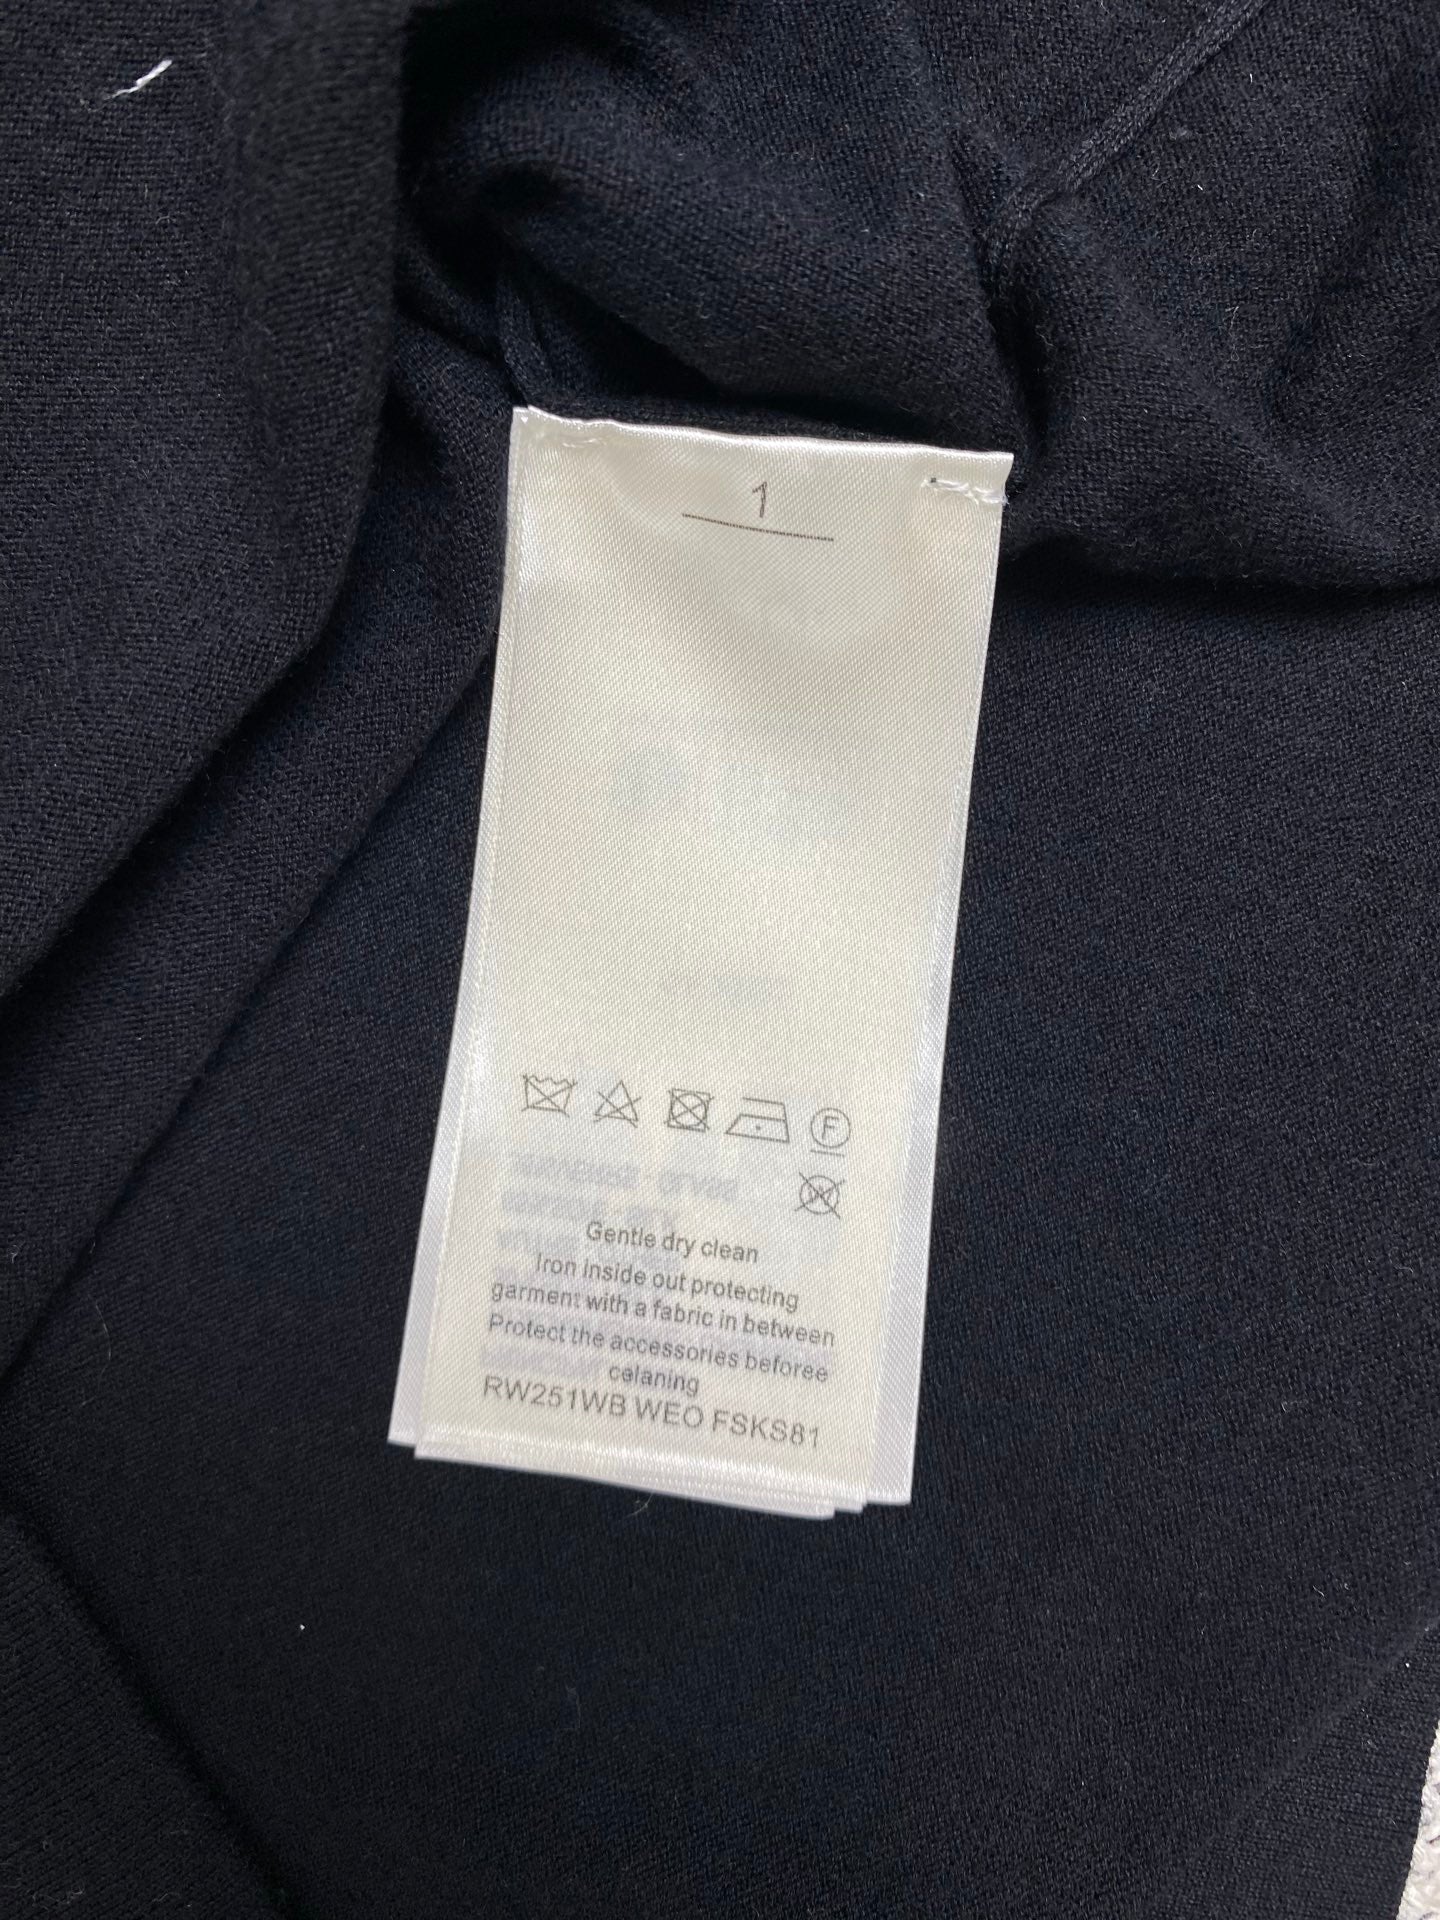 1
F
W
Gentle dry clean
Iron inside out protecting
garment with a fabric in between
Protect the accessories beforee
celaning
RW251WB WEO FSKS81